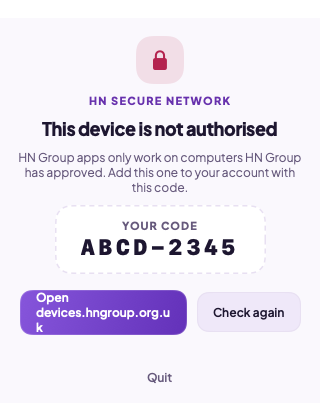 HN SECURE NETWORK
This device is not authorised
HN Group apps only work on computers HN Group
has approved. Add this one to your account with
this code.
YOUR CODE
ABCD-2345
Open
devices.hngroup.org.u
k
Check again
Quit